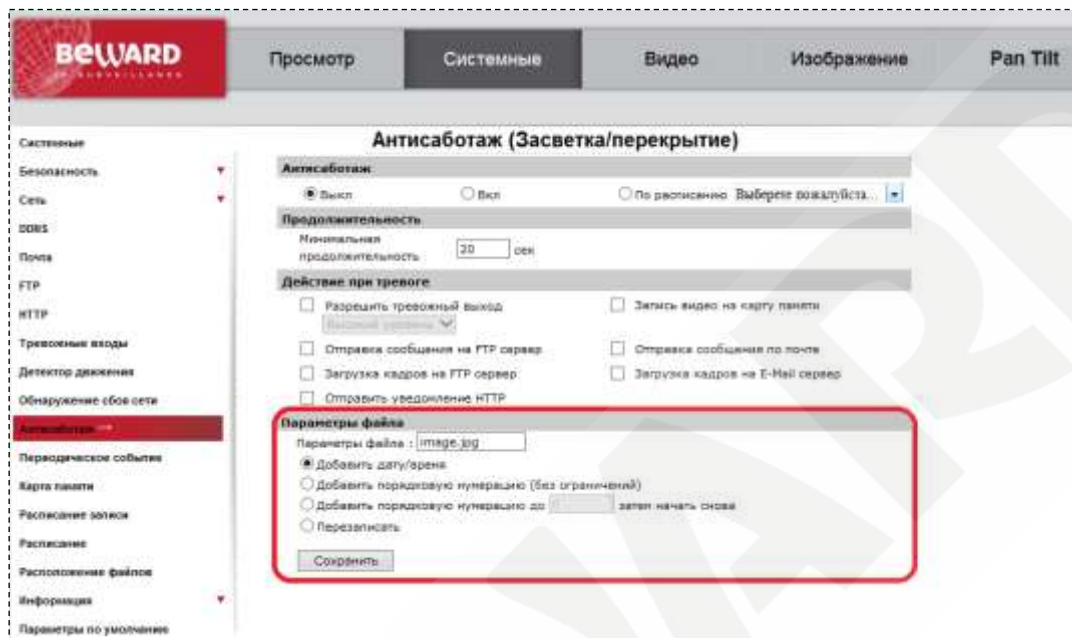 BEWARD
Просмотр
Системные
Видео
Изображение
Pan Tilt
Системные
Безопасность
Сеть
DDNS
Почта
FTP
HTTP
Тревожные входы
Детектор движения
Обнаружение сбоя сети
Антисаботаж
Периодическое событие
Карта памяти
Расписание записи
Расписание
Расположение файлов
Информация
Параметры по умолчанию
Антисаботаж (Засветка/перекрытие)
Антисаботаж
Выкл Вкл По расписанию Выберете пожалуйста...
Продолжительность
Минимальная
продолжительность 20 сек
Действие при тревоге
Разрешить тревожный выход Запись видео на карту памяти
Высокий уровень
Отправка сообщения на FTP сервер Отправка сообщения по почте
Загрузка кадров на FTP сервер Загрузка кадров на E-Mail сервер
Отправить уведомление HTTP
Параметры файла
Параметры файла : image.jpg
Добавить дату/время
Добавить порядковую нумерацию (без ограничений)
Добавить порядковую нумерацию до затем начать снова
Перезаписать
Сохранить